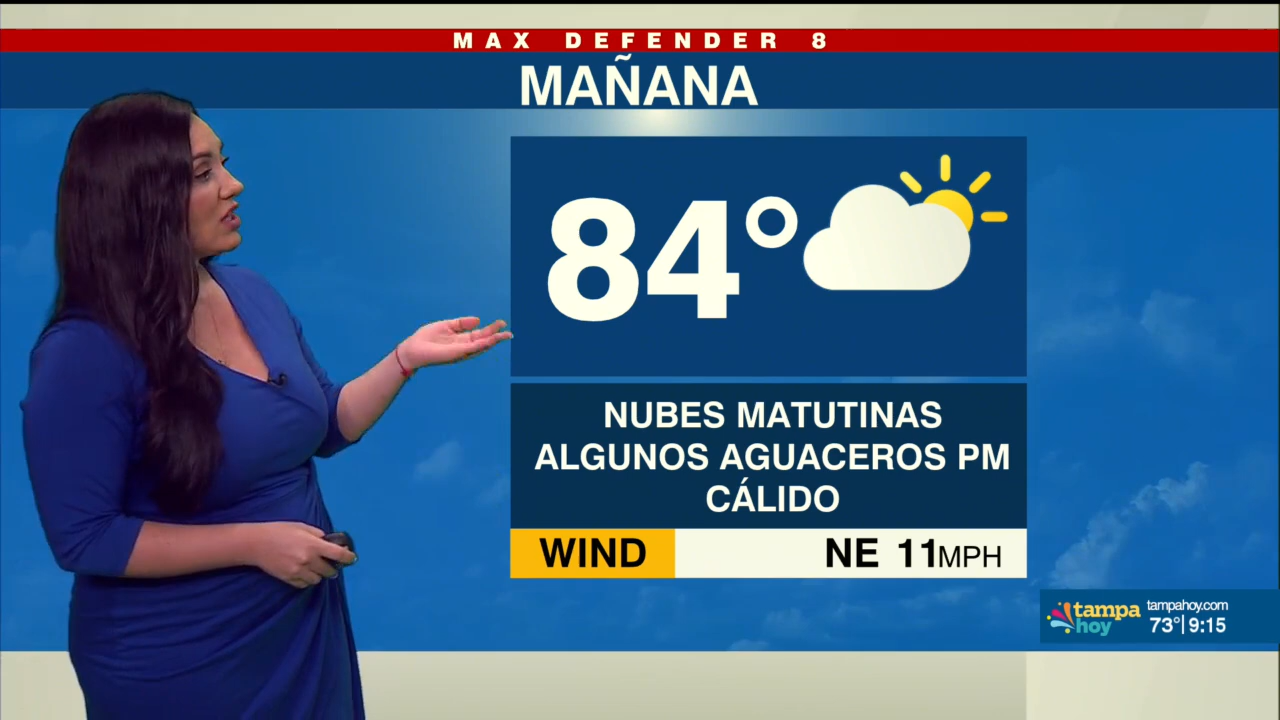 MAX DEFENDER 8
MAÑANA
84°
NUBES MATUTINAS
ALGUNOS AGUACEROS PM
CÁLIDO
WIND NE 11MPH
tampa hoy
tampahoy.com
73° | 9:15